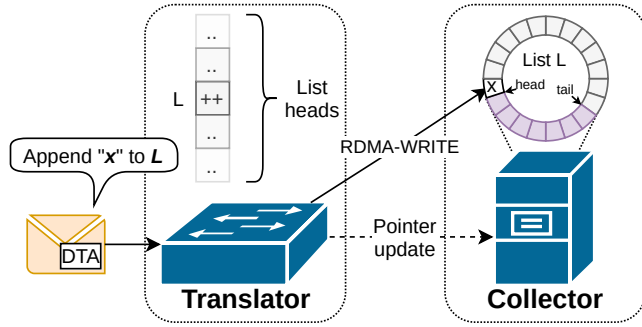 ..
..
L
++
..
..
List
heads
Append "x" to L
DTA
Translator
RDMA-WRITE
Pointer
update
List L
X
head
tail
Collector